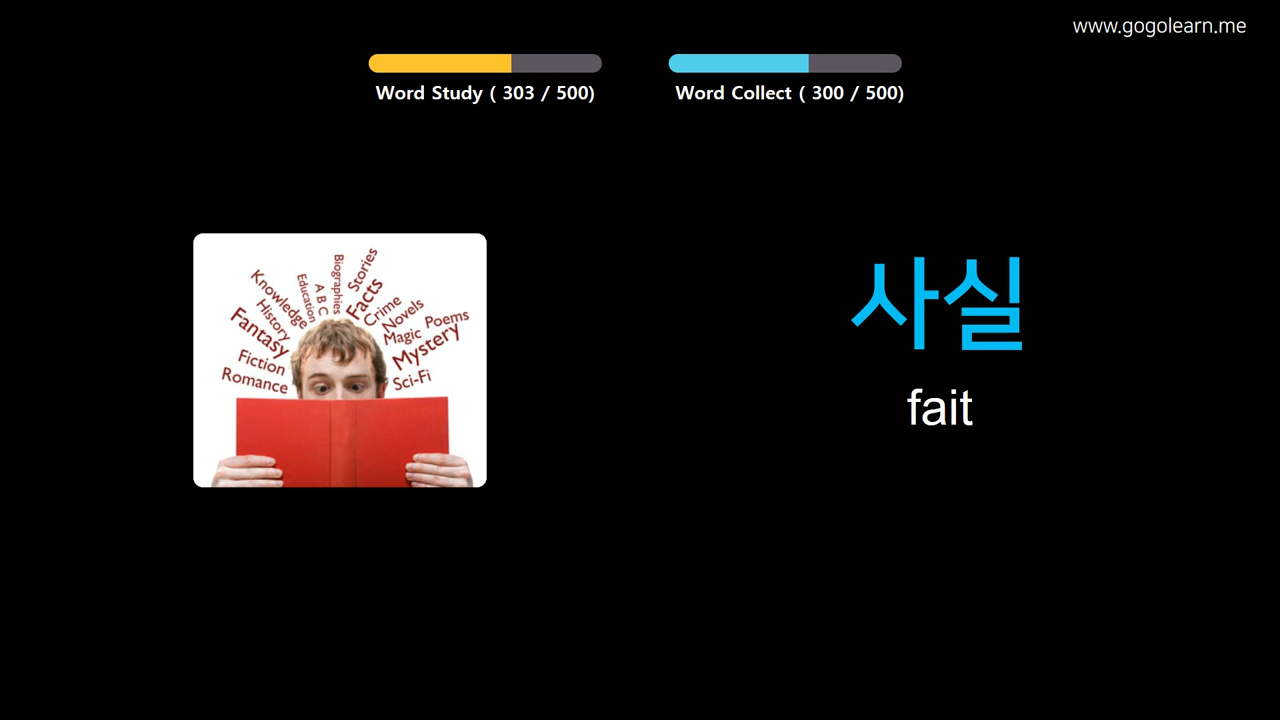 www.gogolearn.me
Word Study ( 303 / 500)
Word Collect ( 300 / 500)
Stories
Biographies
Knowledge
Education
A B C
Facts
Crime
History
Novels
Poems
Fantasy
Magic
Mystery
Fiction
Romance
Sci-Fi
사실
fait